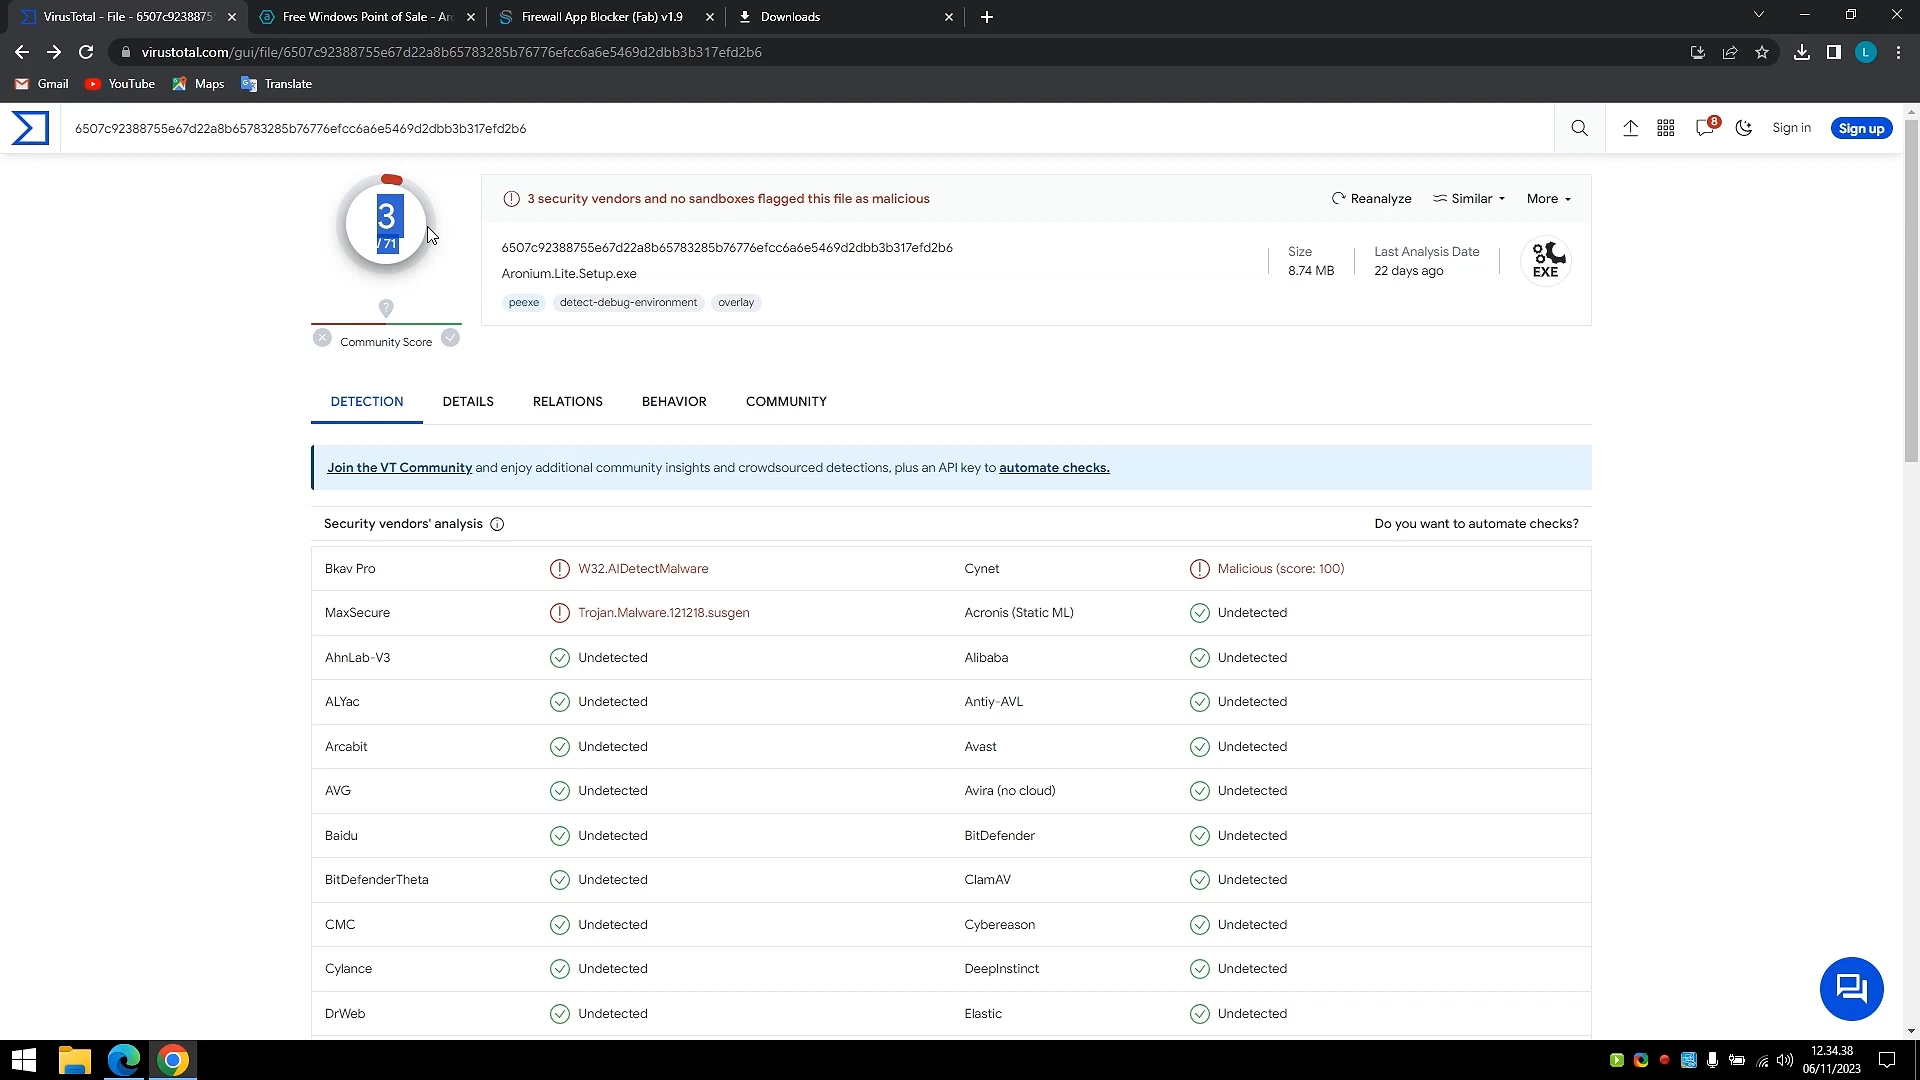 VirusTotal - File - 6507c9238875
Free Windows Point of Sale - Aro
Firewall App Blocker (Fab) v1.9
Downloads
virustotal.com/gui/file/6507c92388755e67d22a8b65783285b76776efcc6a6e5469d2dbb3b317efd2b6
L
Gmail
YouTube
Maps
Translate
6507c92388755e67d22a8b65783285b76776efcc6a6e5469d2dbb3b317efd2b6
8
Sign in
Sign up
3
/ 71
Community Score
3 security vendors and no sandboxes flagged this file as malicious
Reanalyze
Similar
More
6507c92388755e67d22a8b65783285b76776efcc6a6e5469d2dbb3b317efd2b6
Aronium.Lite.Setup.exe
peexe
detect-debug-environment
overlay
Size
8.74 MB
Last Analysis Date
22 days ago
EXE
DETECTION
DETAILS
RELATIONS
BEHAVIOR
COMMUNITY
Join the VT Community and enjoy additional community insights and crowdsourced detections, plus an API key to automate checks.
Security vendors' analysis
Do you want to automate checks?
Bkav Pro W32.AIDetectMalware Cynet Malicious (score: 100)
MaxSecure Trojan.Malware.121218.susgen Acronis (Static ML) Undetected
AhnLab-V3 Undetected Alibaba Undetected
ALYac Undetected Antiy-AVL Undetected
Arcabit Undetected Avast Undetected
AVG Undetected Avira (no cloud) Undetected
Baidu Undetected BitDefender Undetected
BitDefenderTheta Undetected ClamAV Undetected
CMC Undetected Cybereason Undetected
Cylance Undetected DeepInstinct Undetected
DrWeb Undetected Elastic Undetected
12.34.38
06/11/2023